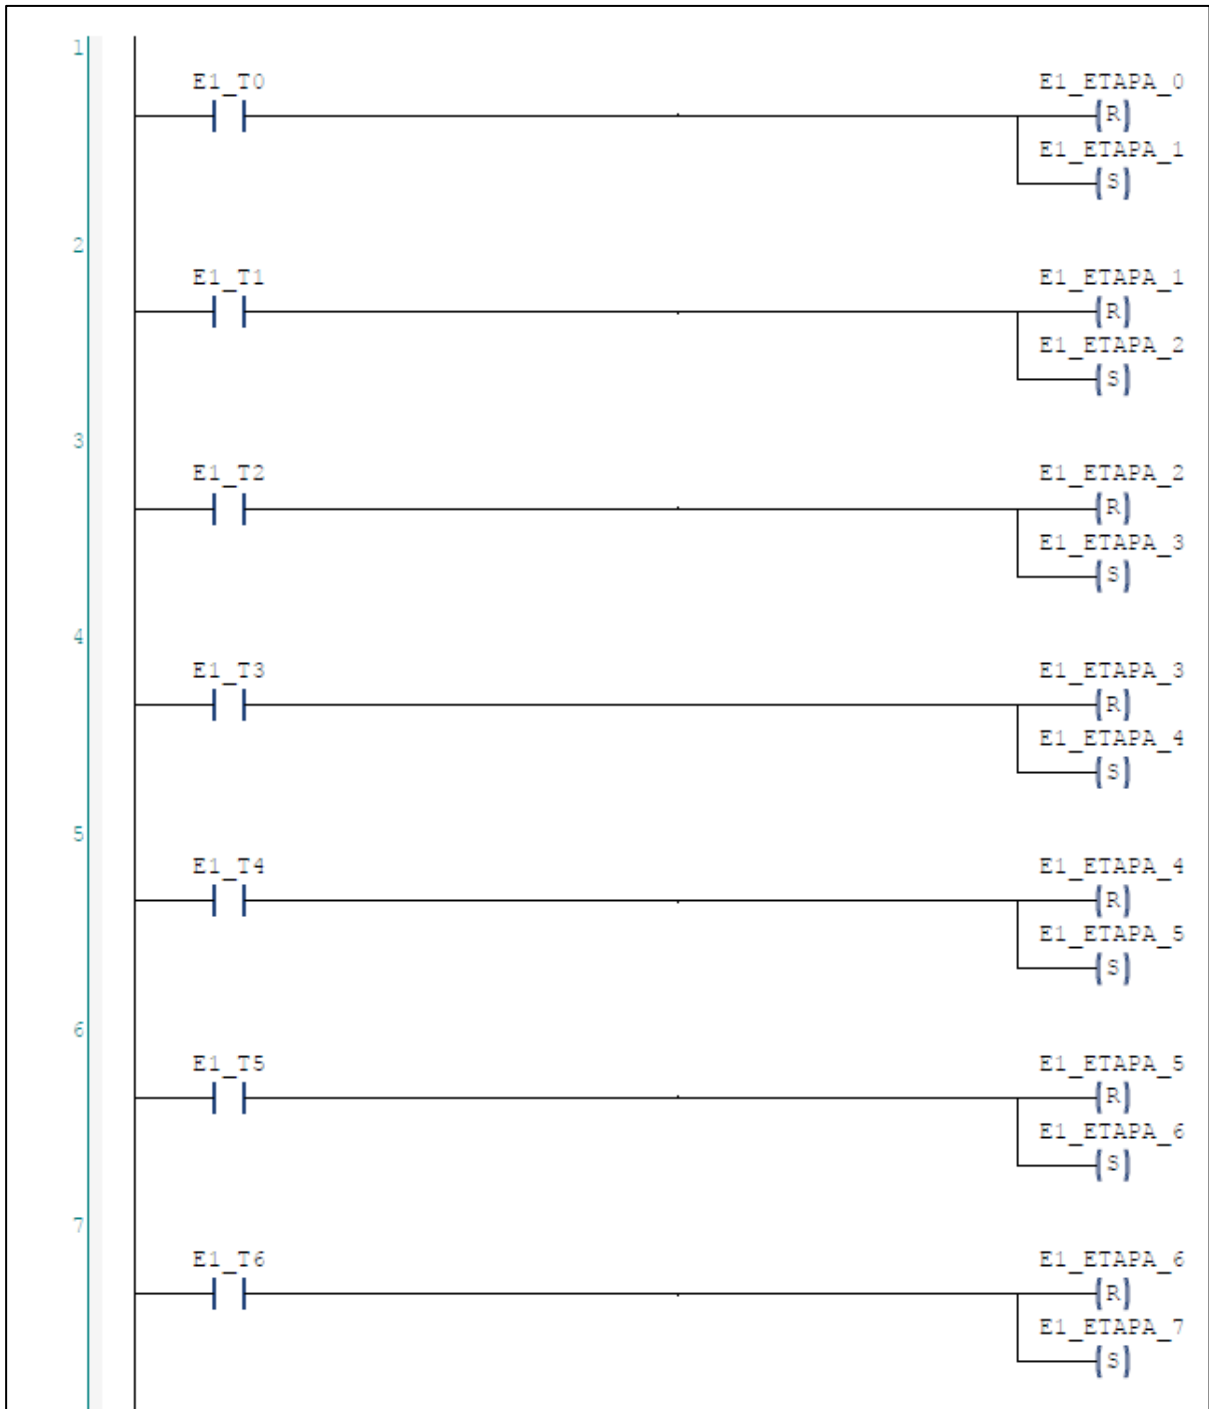 1
E1_T0 E1_ETAPA_0
(R)
E1_ETAPA_1
(S)
2
E1_T1 E1_ETAPA_1
(R)
E1_ETAPA_2
(S)
3
E1_T2 E1_ETAPA_2
(R)
E1_ETAPA_3
(S)
4
E1_T3 E1_ETAPA_3
(R)
E1_ETAPA_4
(S)
5
E1_T4 E1_ETAPA_4
(R)
E1_ETAPA_5
(S)
6
E1_T5 E1_ETAPA_5
(R)
E1_ETAPA_6
(S)
7
E1_T6 E1_ETAPA_6
(R)
E1_ETAPA_7
(S)